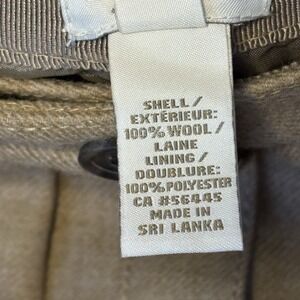 SHELL /
EXTÉRIEUR:
100% WOOL /
LAINE
LINING /
DOUBLURE:
100% POLYESTER
CA #56445
MADE IN
SRI LANKA